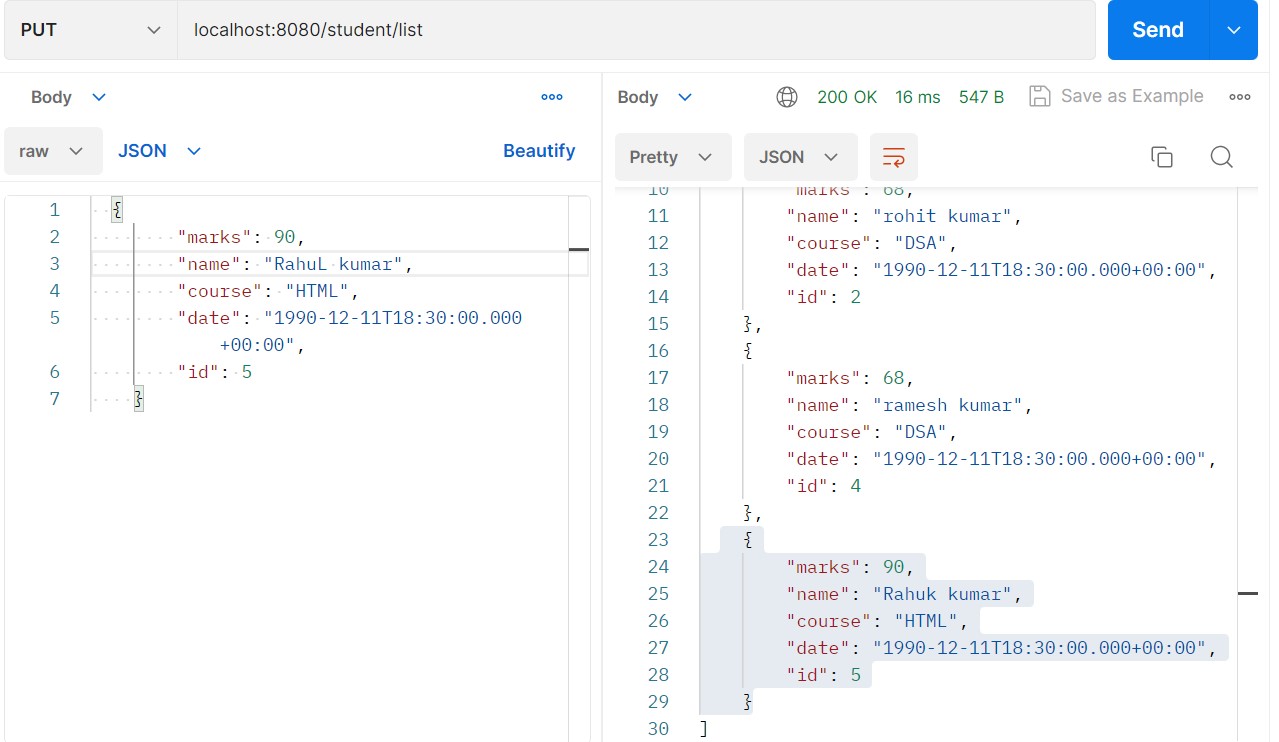 PUT
localhost:8080/student/list
Send
Body
raw
JSON
Beautify
1 {
2 "marks": 90,
3 "name": "RahuL kumar",
4 "course": "HTML",
5 "date": "1990-12-11T18:30:00.000
+00:00",
6 "id": 5
7 }
Body
200 OK 16 ms 547 B Save as Example
Pretty
JSON
10 "marks": 68,
11 "name": "rohit kumar",
12 "course": "DSA",
13 "date": "1990-12-11T18:30:00.000+00:00",
14 "id": 2
15 },
16 {
17 "marks": 68,
18 "name": "ramesh kumar",
19 "course": "DSA",
20 "date": "1990-12-11T18:30:00.000+00:00",
21 "id": 4
22 },
23 {
24 "marks": 90,
25 "name": "Rahuk kumar",
26 "course": "HTML",
27 "date": "1990-12-11T18:30:00.000+00:00",
28 "id": 5
29 }
30 ]